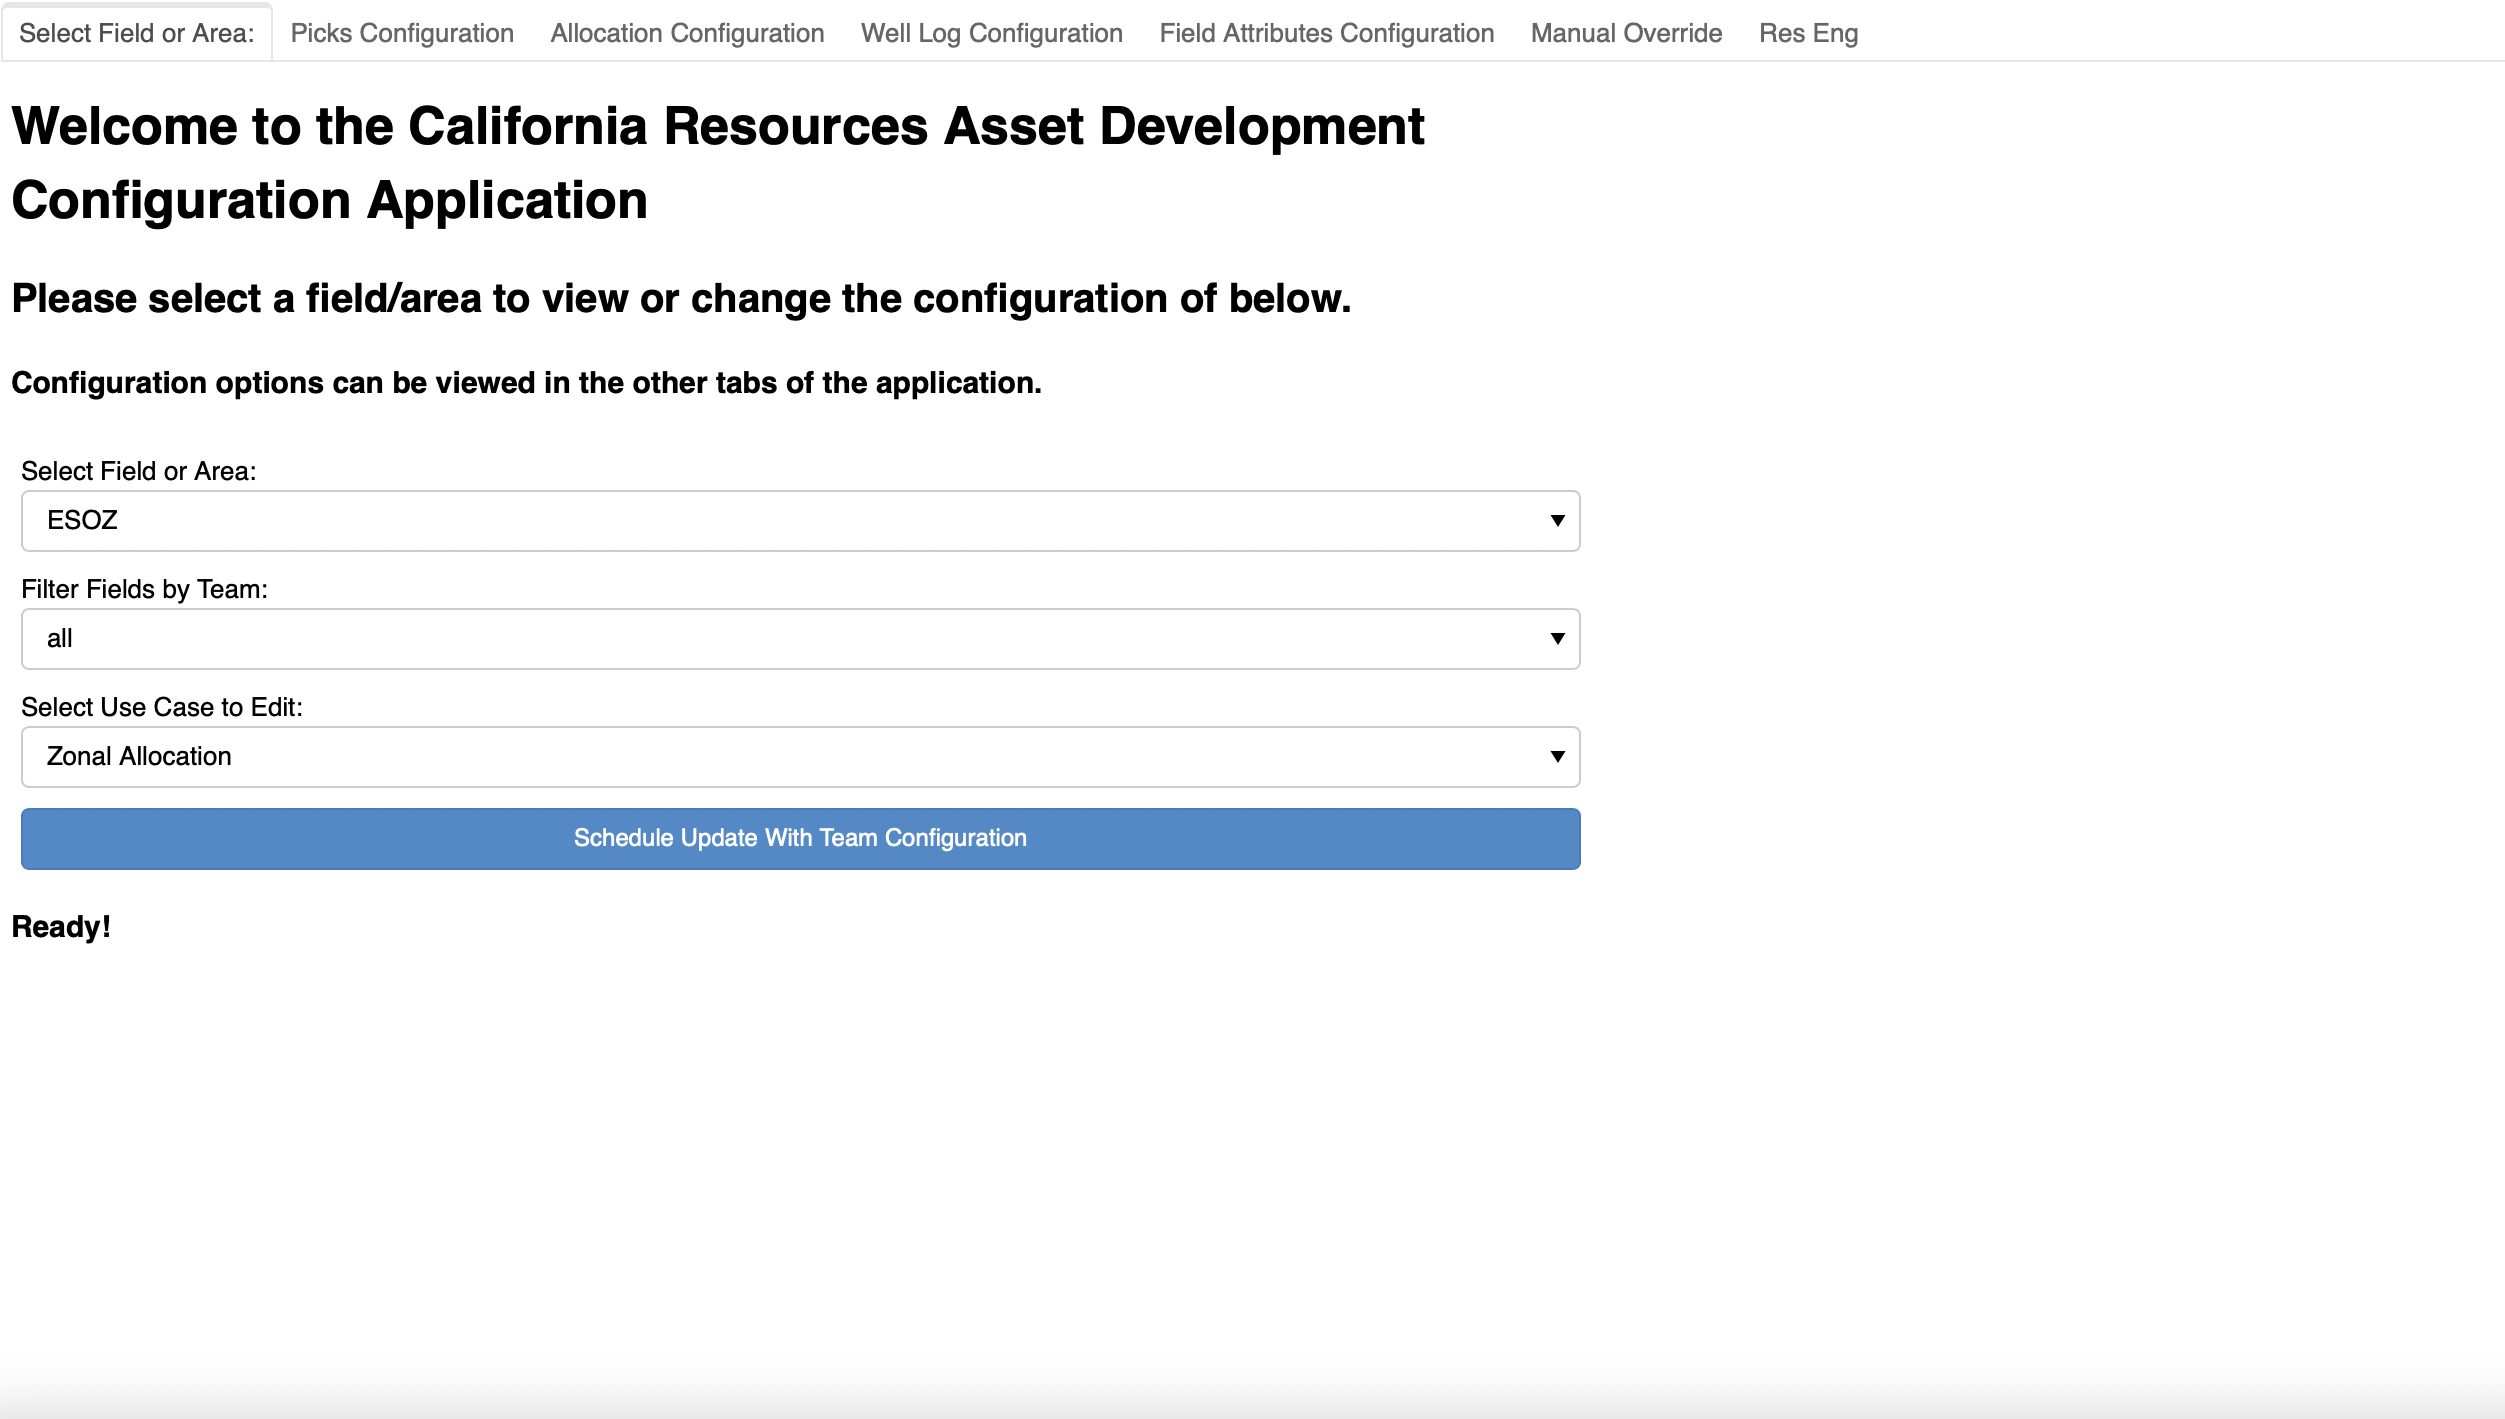 Select Field or Area: Picks Configuration Allocation Configuration Well Log Configuration Field Attributes Configuration Manual Override Res Eng
Welcome to the California Resources Asset Development
Configuration Application
Please select a field/area to view or change the configuration of below.
Configuration options can be viewed in the other tabs of the application.
Select Field or Area:
ESOZ
Filter Fields by Team:
all
Select Use Case to Edit:
Zonal Allocation
Schedule Update With Team Configuration
Ready!